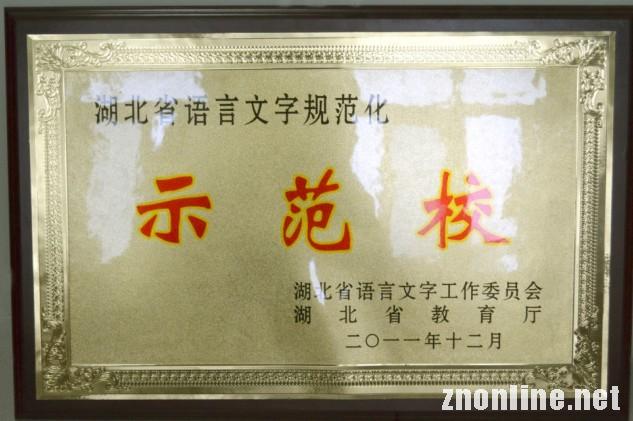 湖北省语言文字规范化
示范校
湖北省语言文字工作委员会
湖北省教育厅
二〇一一年十二月
znonline.net